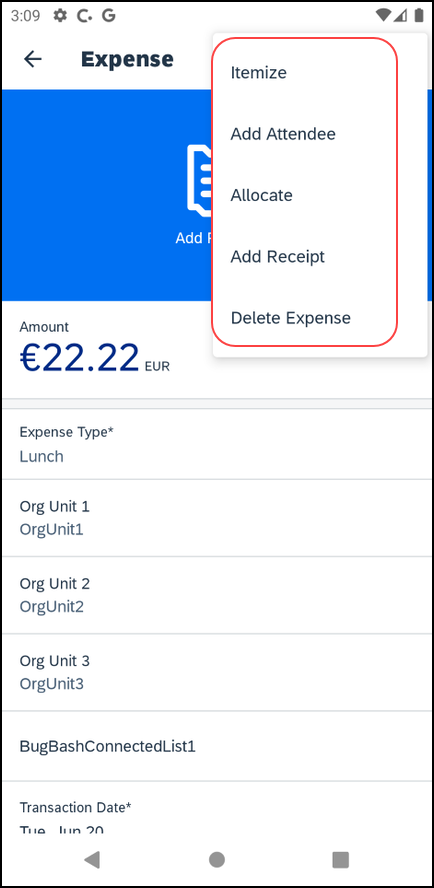 3:09
Expense
Itemize
Add Attendee
Allocate
Add Receipt
Delete Expense
Add
Amount
€22.22 EUR
Expense Type*
Lunch
Org Unit 1
OrgUnit1
Org Unit 2
OrgUnit2
Org Unit 3
OrgUnit3
BugBashConnectedList1
Transaction Date*
Tue, Jun 20